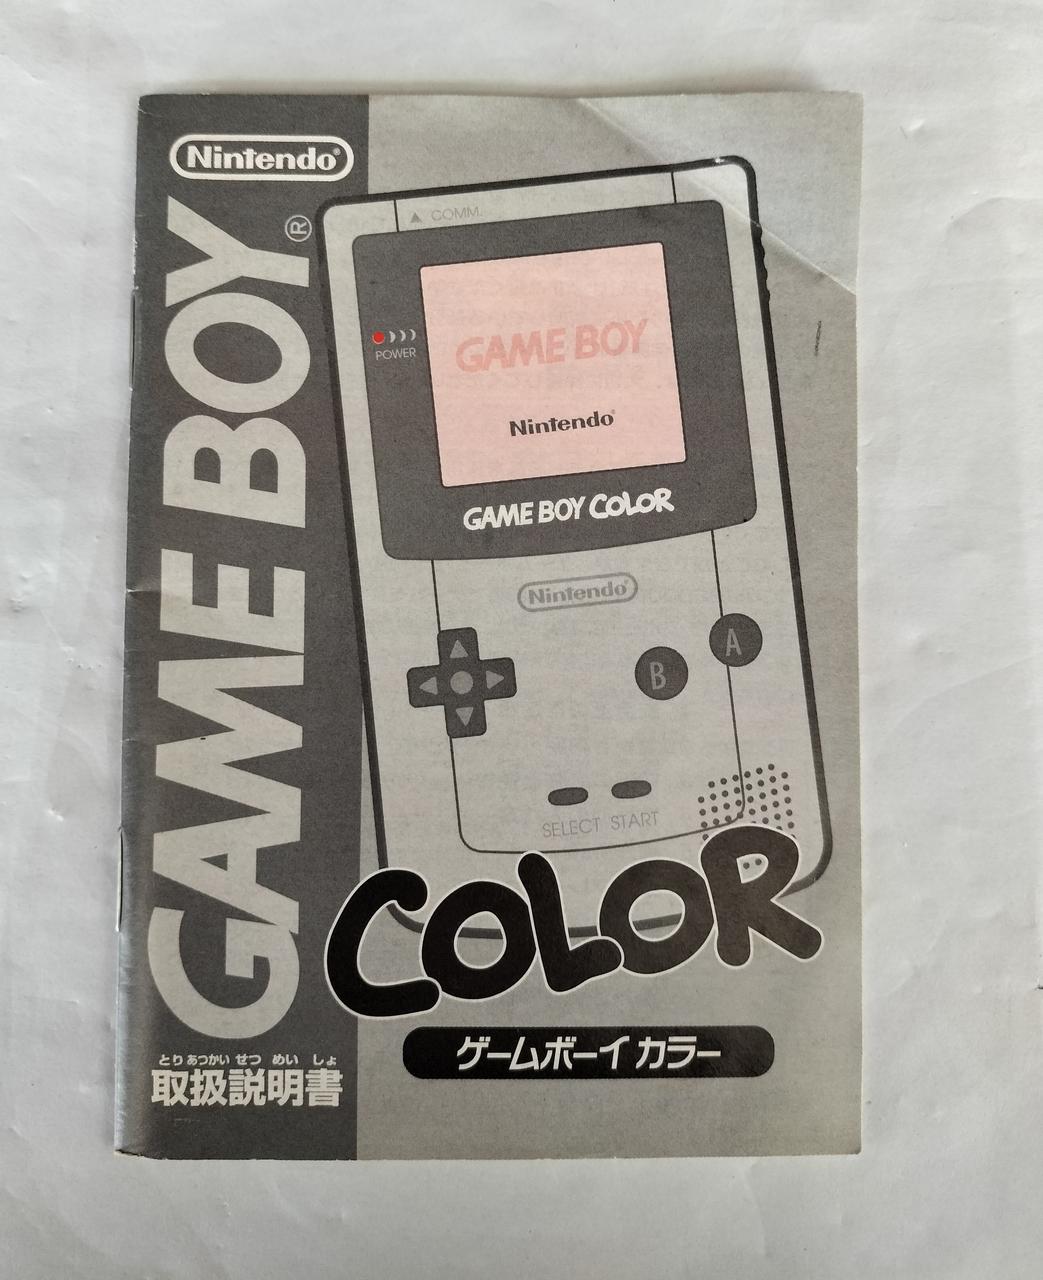 Nintendo®
GAME BOY®
COMM.
POWER
GAME BOY
Nintendo®
GAME BOY COLOR
Nintendo®
A
B
SELECT START
COLOR
ゲームボーイ カラー
とりあつかい せつ めい しょ
取扱説明書